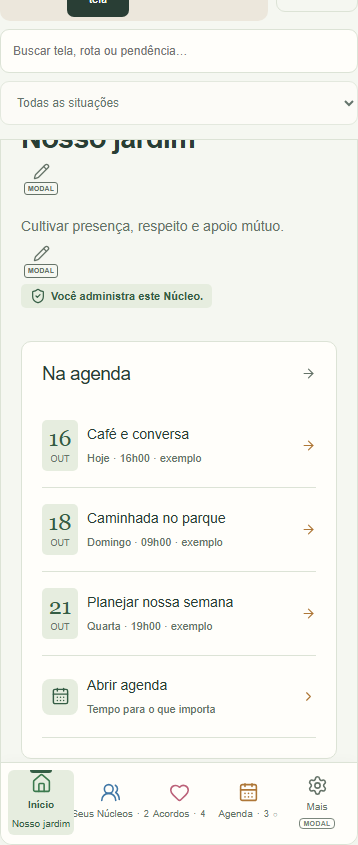 tela
Buscar tela, rota ou pendência...
Todas as situações
Nosso jardim
MODAL
Cultivar presença, respeito e apoio mútuo.
MODAL
Você administra este Núcleo.
Na agenda
16
OUT
Café e conversa
Hoje · 16h00 · exemplo
18
OUT
Caminhada no parque
Domingo · 09h00 · exemplo
21
OUT
Planejar nossa semana
Quarta · 19h00 · exemplo
Abrir agenda
Tempo para o que importa
Início
Nosso jardim
Seus Núcleos · 2
Acordos · 4
Agenda · 3
Mais
MODAL